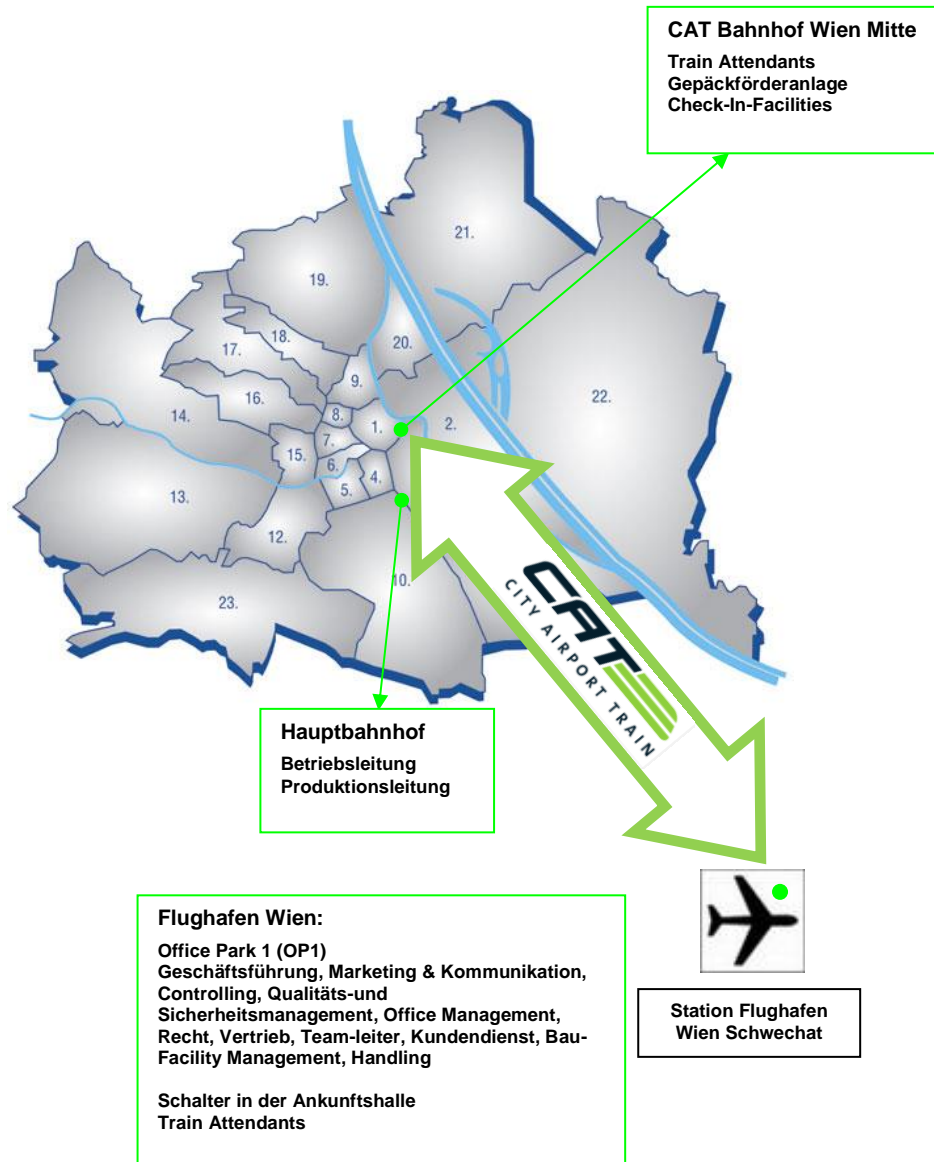 CAT Bahnhof Wien Mitte
Train Attendants
Gepäckförderanlage
Check-In-Facilities
21.
19.
20.
18.
17.
9.
16.
22.
14.
8.
1.
2.
7.
15.
6.
4.
5.
13.
12.
10.
23.
CAT
CITY AIRPORT TRAIN
Hauptbahnhof
Betriebsleitung
Produktionsleitung
Flughafen Wien:
Office Park 1 (OP1)
Geschäftsführung, Marketing & Kommunikation,
Controlling, Qualitäts-und
Sicherheitsmanagement, Office Management,
Recht, Vertrieb, Team-leiter, Kundendienst, Bau-
Facility Management, Handling
Schalter in der Ankunftshalle
Train Attendants
Station Flughafen
Wien Schwechat